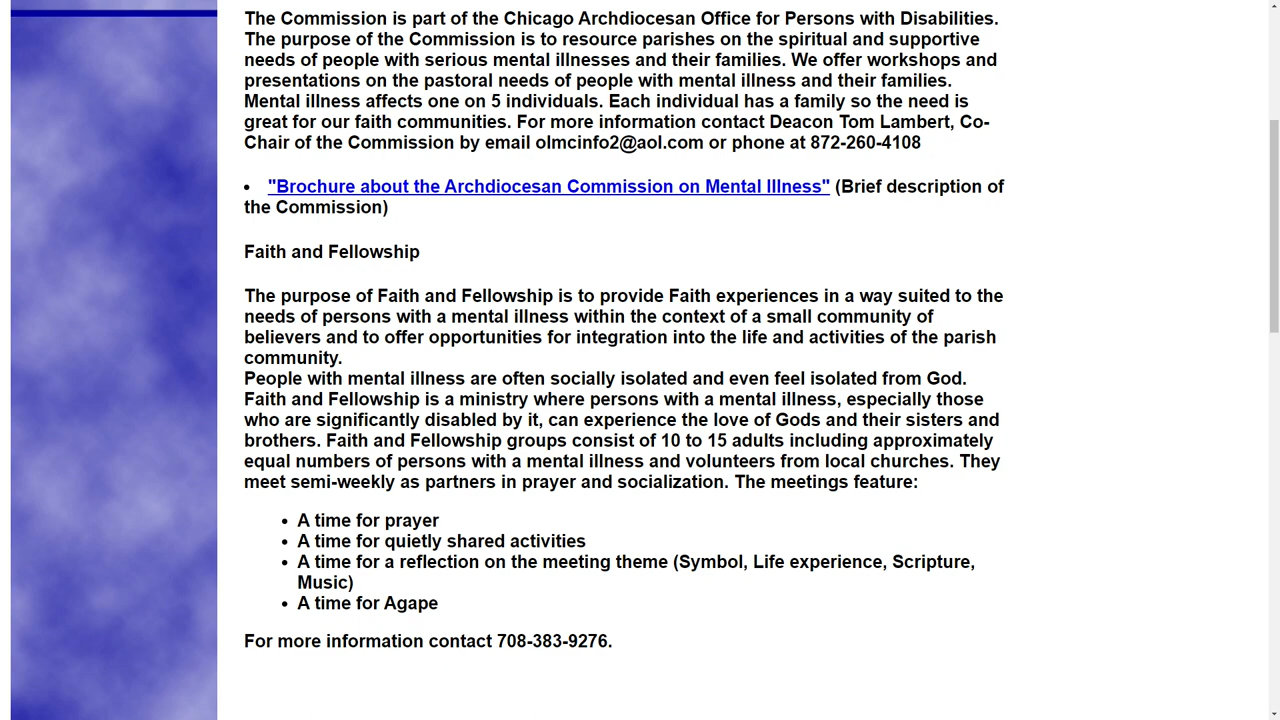 The Commission is part of the Chicago Archdiocesan Office for Persons with Disabilities.
The purpose of the Commission is to resource parishes on the spiritual and supportive
needs of people with serious mental illnesses and their families. We offer workshops and
presentations on the pastoral needs of people with mental illness and their families.
Mental illness affects one on 5 individuals. Each individual has a family so the need is
great for our faith communities. For more information contact Deacon Tom Lambert, Co-
Chair of the Commission by email olmcinfo2@aol.com or phone at 872-260-4108
• "Brochure about the Archdiocesan Commission on Mental Illness" (Brief description of
the Commission)
Faith and Fellowship
The purpose of Faith and Fellowship is to provide Faith experiences in a way suited to the
needs of persons with a mental illness within the context of a small community of
believers and to offer opportunities for integration into the life and activities of the parish
community.
People with mental illness are often socially isolated and even feel isolated from God.
Faith and Fellowship is a ministry where persons with a mental illness, especially those
who are significantly disabled by it, can experience the love of Gods and their sisters and
brothers. Faith and Fellowship groups consist of 10 to 15 adults including approximately
equal numbers of persons with a mental illness and volunteers from local churches. They
meet semi-weekly as partners in prayer and socialization. The meetings feature:
• A time for prayer
• A time for quietly shared activities
• A time for a reflection on the meeting theme (Symbol, Life experience, Scripture,
Music)
• A time for Agape
For more information contact 708-383-9276.